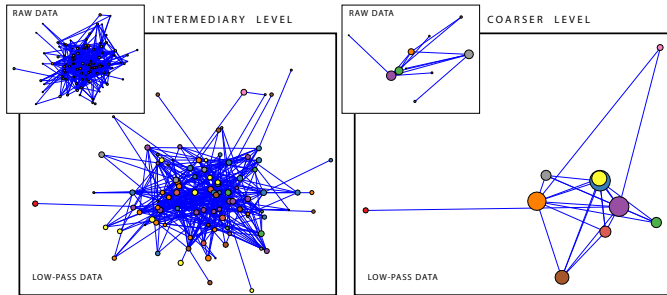 RAW DATA
INTERMEDIARY LEVEL
LOW-PASS DATA
RAW DATA
COARSER LEVEL
LOW-PASS DATA